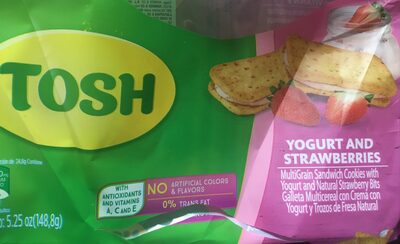 TOSH
YOGURT AND
STRAWBERRIES
MultiGrain Sandwich Cookies with
Yogurt and Natural Strawberry Bits
Galleta Multicereal con Crema con
Yogurt y Trozos de Fresa Natural
WITH
ANTIOXIDANTS
AND VITAMINS
A, C and E
NO ARTIFICIAL COLORS
& FLAVORS
0% TRANS FAT
5.25 oz(148,8g)